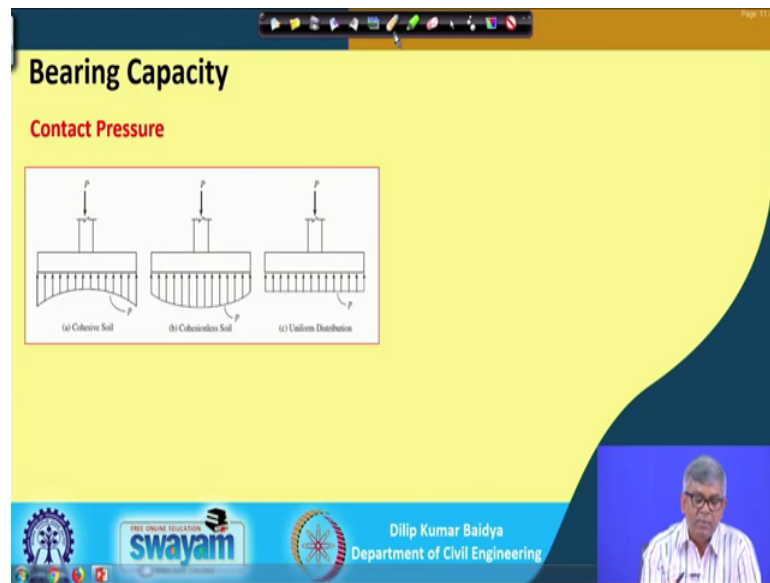 Page 11
Bearing Capacity
Contact Pressure
P P P
p p p
(a) Cohesive Soil (b) Cohesionless Soil (c) Uniform Distribution
FREE ONLINE EDUCATION
swayam
Dilip Kumar Baidya
Department of Civil Engineering